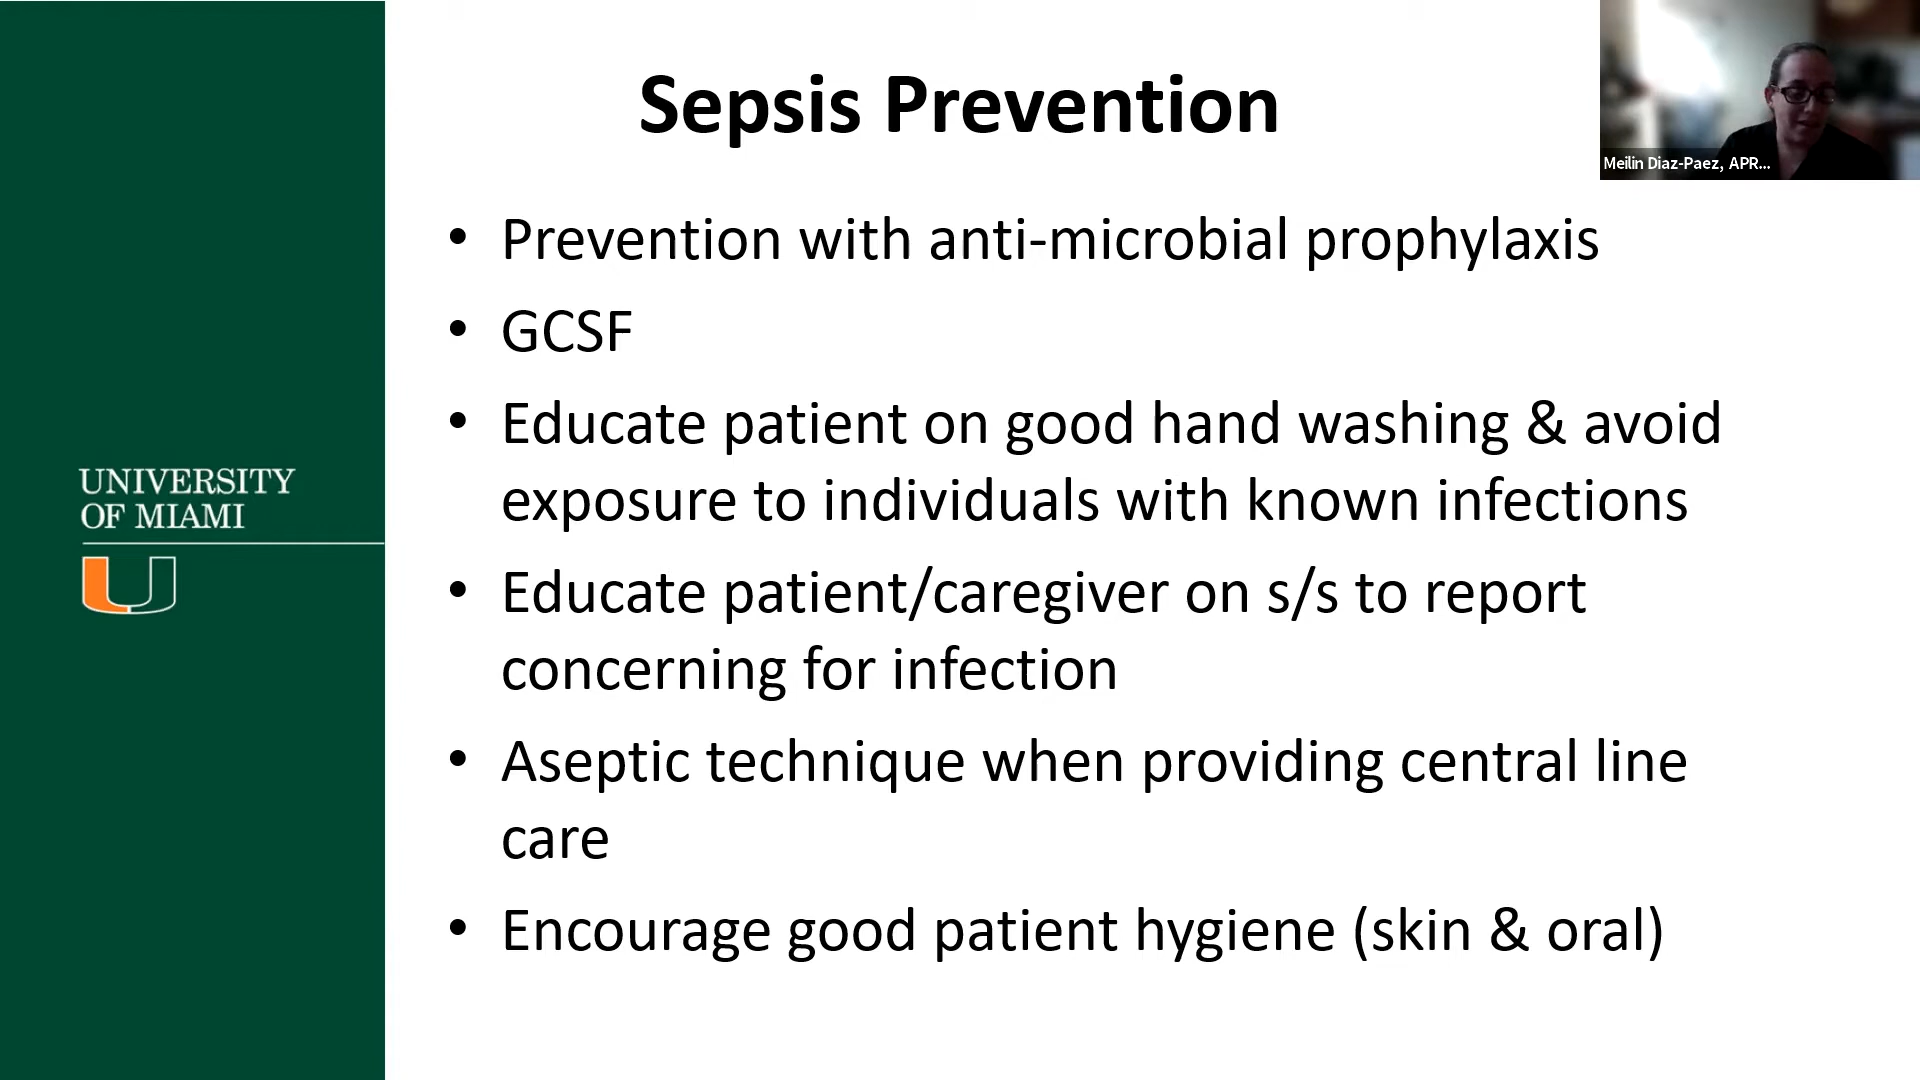 Sepsis Prevention
Meilin Diaz-Paez, APR...
• Prevention with anti-microbial prophylaxis
• GCSF
• Educate patient on good hand washing & avoid
exposure to individuals with known infections
• Educate patient/caregiver on s/s to report
concerning for infection
• Aseptic technique when providing central line
care
• Encourage good patient hygiene (skin & oral)
UNIVERSITY
OF MIAMI